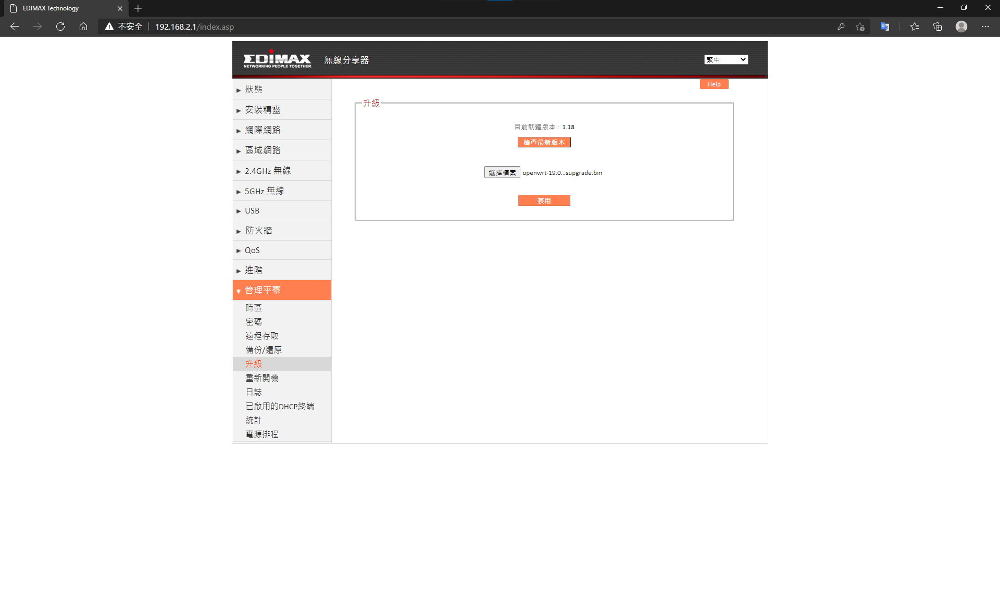 EDIMAX Technology
不安全
192.168.2.1/index.asp
EDIMAX
NETWORKING PEOPLE TOGETHER
無線分享器
繁中
Help
狀態
安裝精靈
網際網路
區域網路
2.4GHz 無線
5GHz 無線
USB
防火牆
QoS
進階
管理平臺
時區
密碼
遠程存取
備份/還原
升級
重新開機
日誌
已啟用的DHCP終端
統計
電源排程
升級
目前韌體版本 : 1.18
檢查最新版本
選擇檔案 openwrt-19.0...supgrade.bin
套用